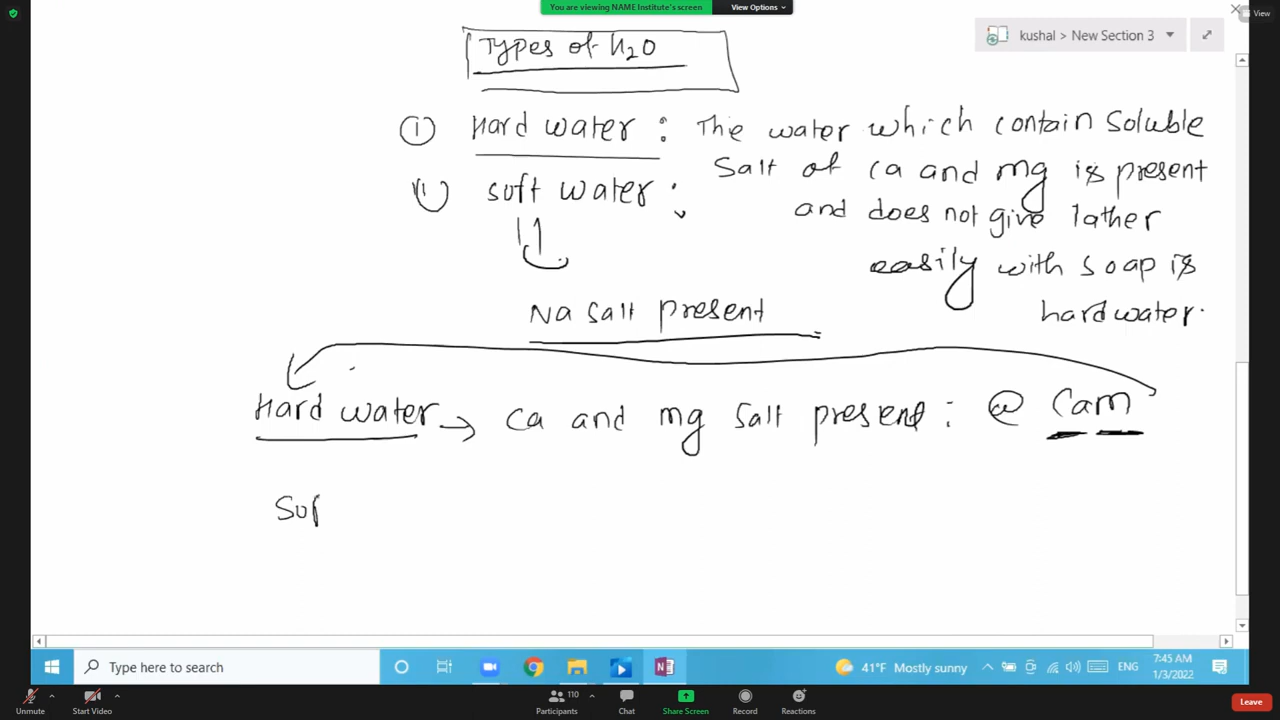 You are viewing NAME Institute's screen
View Options
View
kushal > New Section 3
Types of H2O
① Hard water : The water which contain soluble
salt of ca and mg is present
and does not give lather
easily with soap is
hardwater.
soft water :
Na salt present
Hard water → ca and mg salt present : @ Cam
Sof
Type here to search
41°F Mostly sunny
ENG
7:45 AM
1/3/2022
Unmute
Start Video
Participants
110
Chat
Share Screen
Record
Reactions
Leave